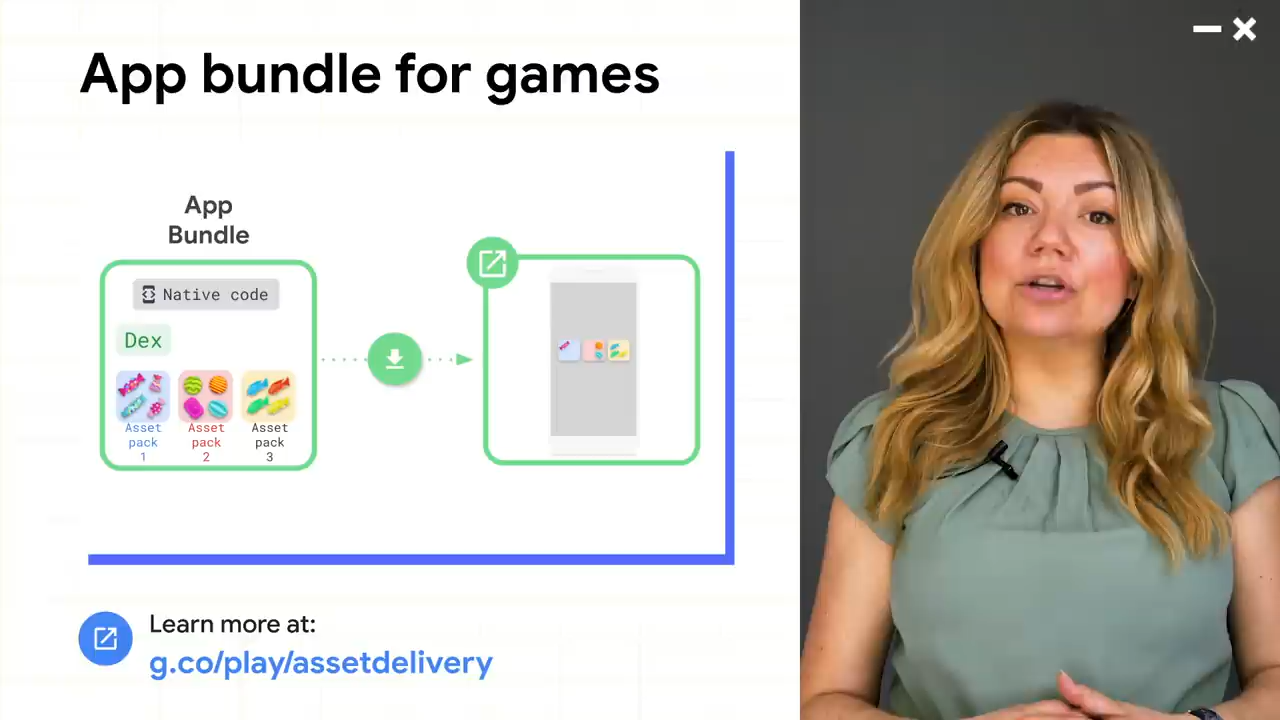 App bundle for games
App
Bundle
Native code
Dex
Asset
pack
1
Asset
pack
2
Asset
pack
3
Learn more at:
g.co/play/assetdelivery